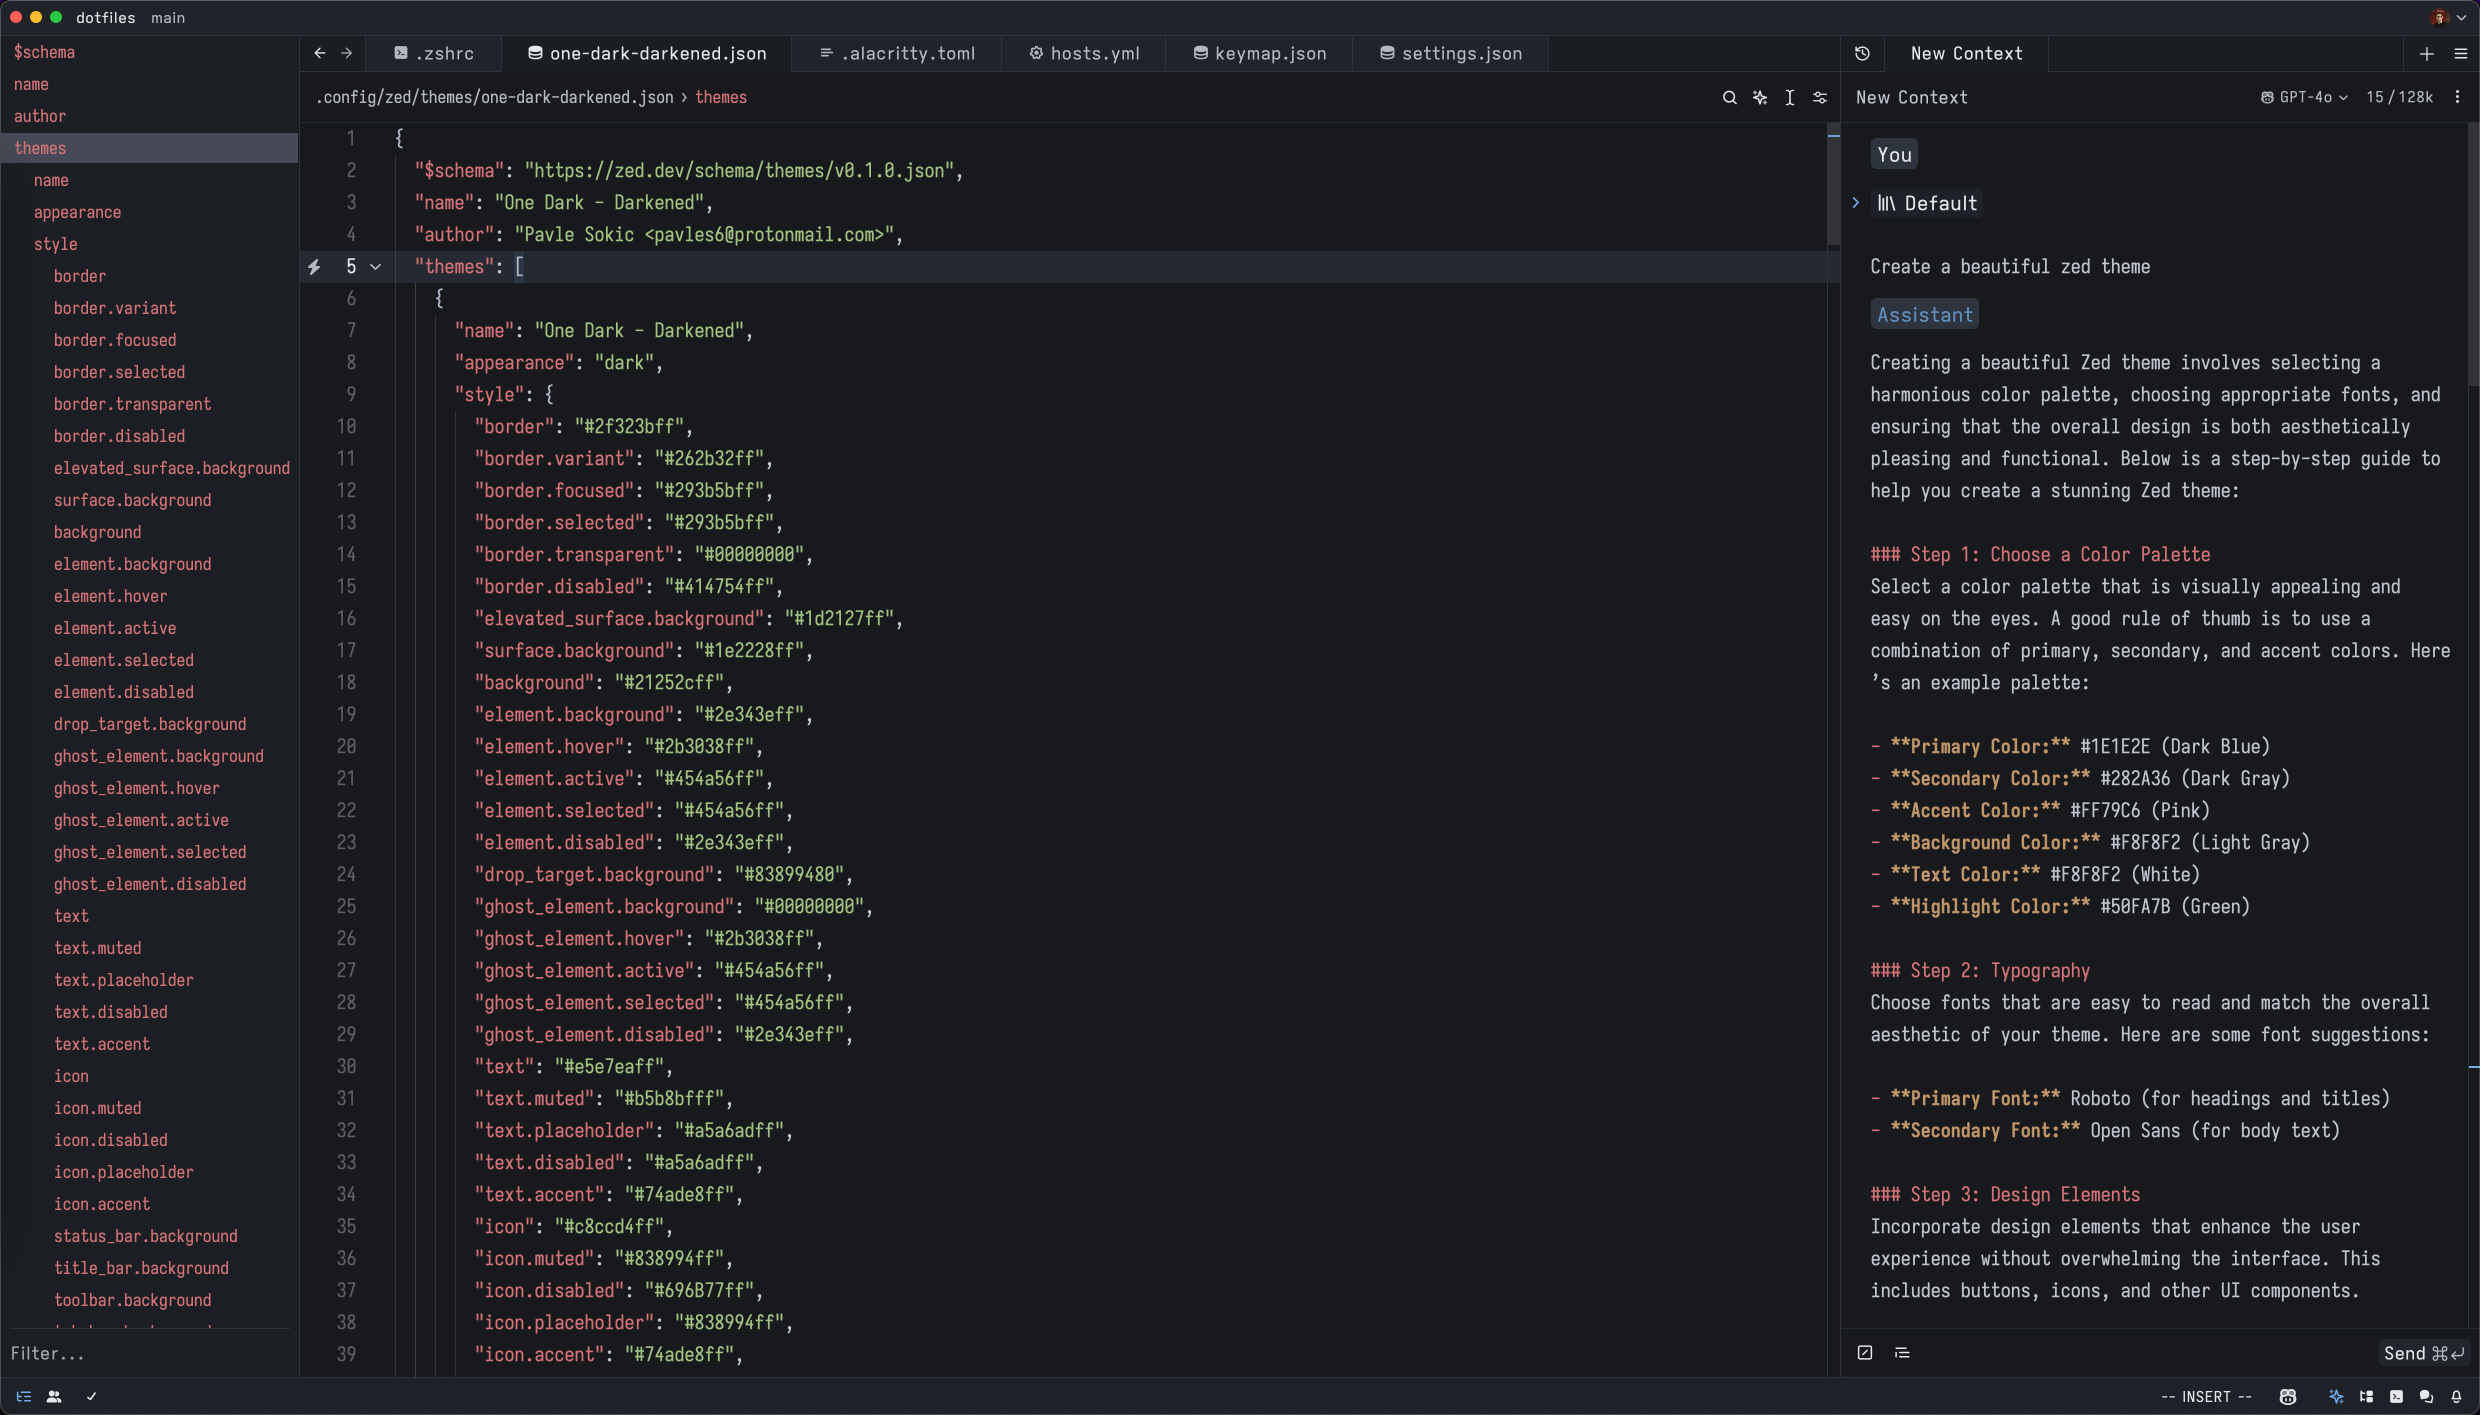 dotfiles main
$schema
name
author
themes
name
appearance
style
border
border.variant
border.focused
border.selected
border.transparent
border.disabled
elevated_surface.background
surface.background
background
element.background
element.hover
element.active
element.selected
element.disabled
drop_target.background
ghost_element.background
ghost_element.hover
ghost_element.active
ghost_element.selected
ghost_element.disabled
text
text.muted
text.placeholder
text.disabled
text.accent
icon
icon.muted
icon.disabled
icon.placeholder
icon.accent
status_bar.background
title_bar.background
toolbar.background
Filter...
.zshrc one-dark-darkened.json .alacritty.toml hosts.yml keymap.json settings.json
.config/zed/themes/one-dark-darkened.json › themes
1 {
2 "$schema": "https://zed.dev/schema/themes/v0.1.0.json",
3 "name": "One Dark - Darkened",
4 "author": "Pavle Sokic <pavles6@protonmail.com>",
5 "themes": [
6 {
7 "name": "One Dark - Darkened",
8 "appearance": "dark",
9 "style": {
10 "border": "#2f323bff",
11 "border.variant": "#262b32ff",
12 "border.focused": "#293b5bff",
13 "border.selected": "#293b5bff",
14 "border.transparent": "#00000000",
15 "border.disabled": "#414754ff",
16 "elevated_surface.background": "#1d2127ff",
17 "surface.background": "#1e2228ff",
18 "background": "#21252cff",
19 "element.background": "#2e343eff",
20 "element.hover": "#2b3038ff",
21 "element.active": "#454a56ff",
22 "element.selected": "#454a56ff",
23 "element.disabled": "#2e343eff",
24 "drop_target.background": "#83899480",
25 "ghost_element.background": "#00000000",
26 "ghost_element.hover": "#2b3038ff",
27 "ghost_element.active": "#454a56ff",
28 "ghost_element.selected": "#454a56ff",
29 "ghost_element.disabled": "#2e343eff",
30 "text": "#e5e7eaff",
31 "text.muted": "#b5b8bfff",
32 "text.placeholder": "#a5a6adff",
33 "text.disabled": "#a5a6adff",
34 "text.accent": "#74ade8ff",
35 "icon": "#c8ccd4ff",
36 "icon.muted": "#838994ff",
37 "icon.disabled": "#696B77ff",
38 "icon.placeholder": "#838994ff",
39 "icon.accent": "#74ade8ff",
New Context
New Context GPT-4o 15/128k
You
Default
Create a beautiful zed theme
Assistant
Creating a beautiful Zed theme involves selecting a
harmonious color palette, choosing appropriate fonts, and
ensuring that the overall design is both aesthetically
pleasing and functional. Below is a step-by-step guide to
help you create a stunning Zed theme:
### Step 1: Choose a Color Palette
Select a color palette that is visually appealing and
easy on the eyes. A good rule of thumb is to use a
combination of primary, secondary, and accent colors. Here
's an example palette:
- **Primary Color:** #1E1E2E (Dark Blue)
- **Secondary Color:** #282A36 (Dark Gray)
- **Accent Color:** #FF79C6 (Pink)
- **Background Color:** #F8F8F2 (Light Gray)
- **Text Color:** #F8F8F2 (White)
- **Highlight Color:** #50FA7B (Green)
### Step 2: Typography
Choose fonts that are easy to read and match the overall
aesthetic of your theme. Here are some font suggestions:
- **Primary Font:** Roboto (for headings and titles)
- **Secondary Font:** Open Sans (for body text)
### Step 3: Design Elements
Incorporate design elements that enhance the user
experience without overwhelming the interface. This
includes buttons, icons, and other UI components.
Send ⌘↵
-- INSERT --